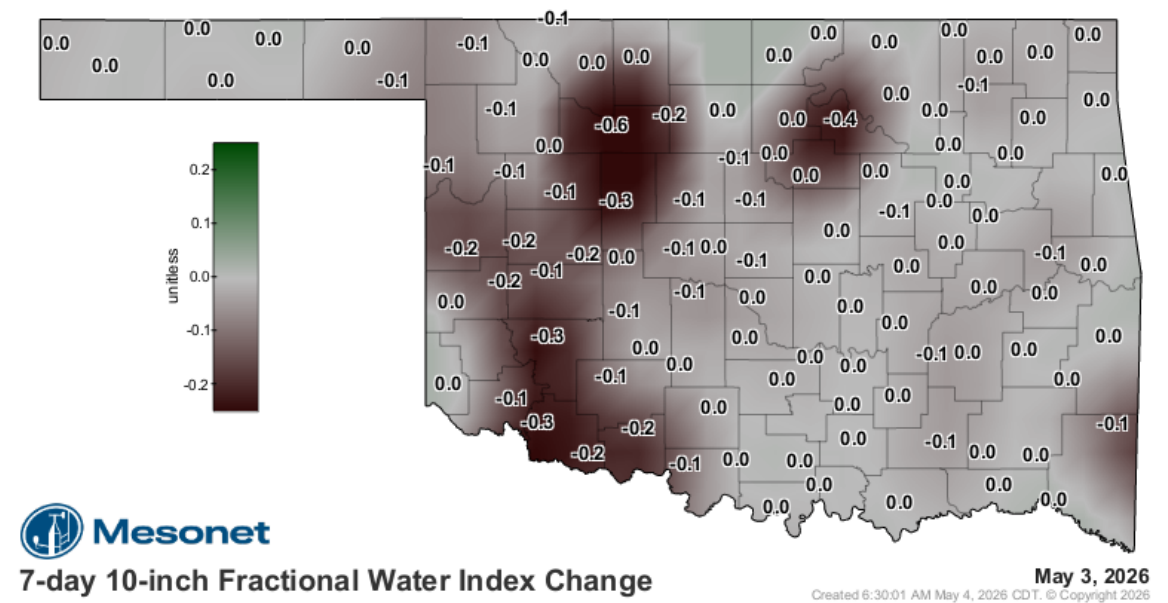 -0.1
0.0 0.0 0.0 0.0 0.0
0.0 0.0 -0.1 0.0 0.0 0.0 0.0 0.0 0.0 0.0
0.0 0.0 -0.1 0.0 -0.1 0.0
-0.1 -0.6 -0.2 0.0 0.0 -0.4 0.0 0.0 0.0
0.0 -0.1 0.0 0.0 0.0
-0.1 -0.1 0.0 0.0 0.0 0.0
-0.1 -0.3 -0.1 -0.1 -0.1 0.0 0.0
-0.2 -0.2 -0.2 0.0 -0.1 0.0 -0.1 0.0 0.0 -0.1 0.0
-0.2 -0.1 0.0 0.0
0.0 -0.1 -0.1 0.0 0.0 0.0 0.0
-0.3 0.0 0.0 0.0 0.0
0.0 0.0 0.0 -0.1 0.0 0.0
0.0 -0.1 -0.1 0.0 0.0 0.0 0.0
-0.3 -0.2 0.0 0.0 -0.1
-0.2 -0.1 0.0 0.0 0.0 -0.1 0.0 0.0
0.0 0.0 0.0 0.0 0.0
0.2
0.1
0.0
-0.1
-0.2
unitless
Mesonet
7-day 10-inch Fractional Water Index Change
May 3, 2026
Created 6:30:01 AM May 4, 2026 CDT. © Copyright 2026